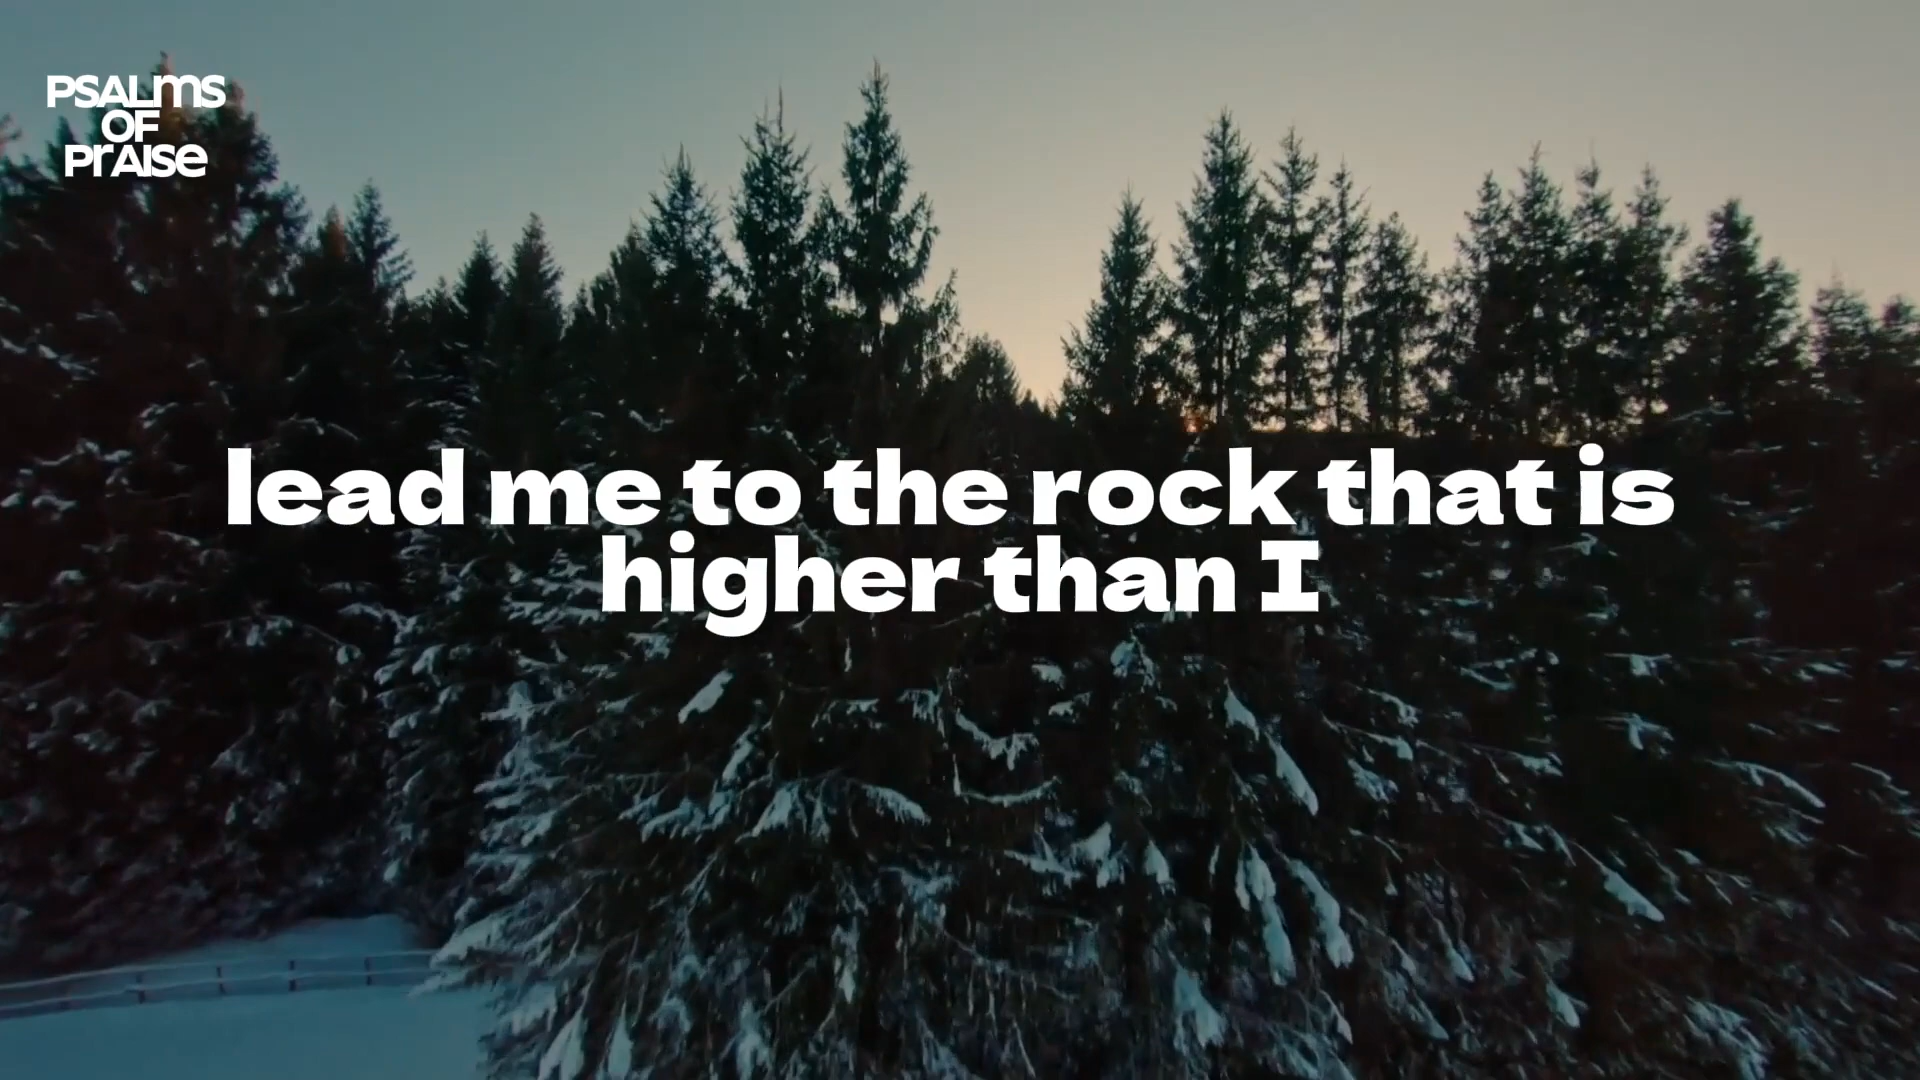 PSALMS
OF
PrAISe
lead me to the rock that is
higher than I